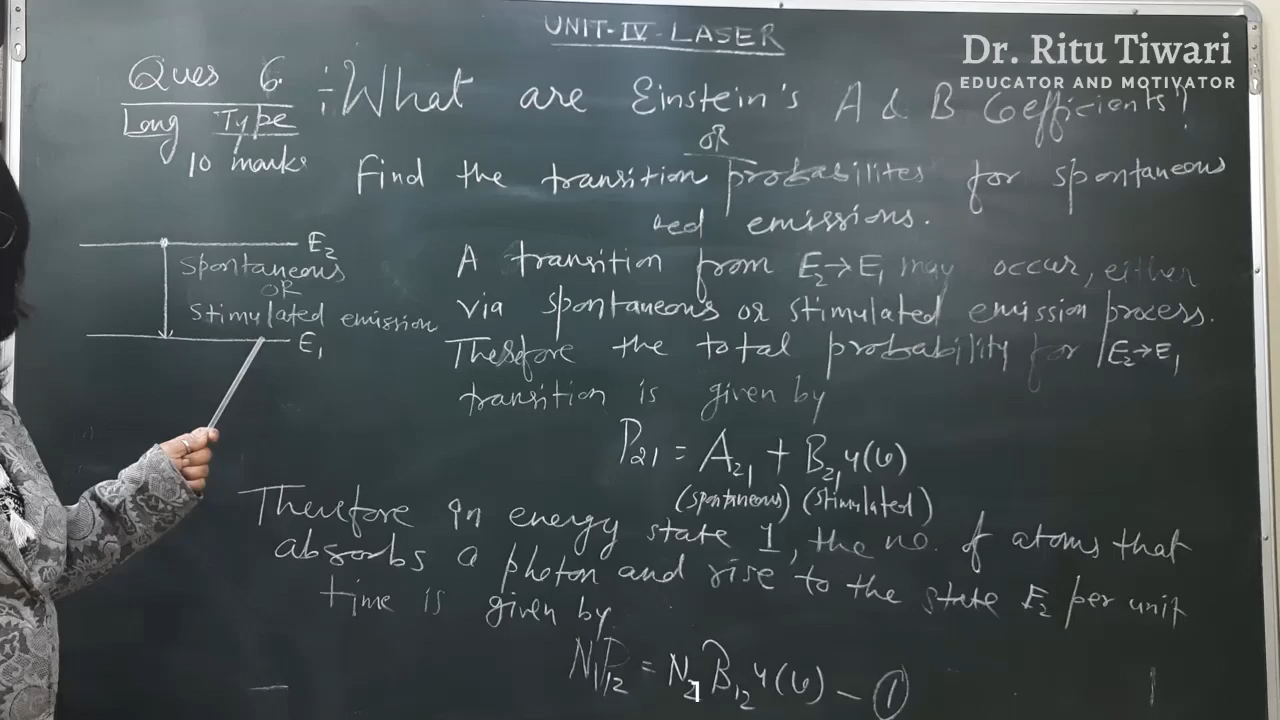 UNIT-IV-LASER
Dr. Ritu Tiwari
EDUCATOR AND MOTIVATOR
Ques 6 :- What are Einstein's A & B Coefficients?
Long Type
OR
10 marks
Find the transition probabilites for spontaneous
emissions.
E2
Spontaneous
OR
Stimulated emission
E1
A transition from E2→E1 may occur, either
via spontaneous or stimulated emission process.
Therefore the total probability for E2→E1
transition is given by
P21 = A21 + B21 u(υ)
(spontaneous) (stimulated)
Therefore in energy state 1, the no. of atoms that
absorbs a photon and rise to the state E2 per unit
time is given by
N1P12 = N1 B12 u(υ) - ①